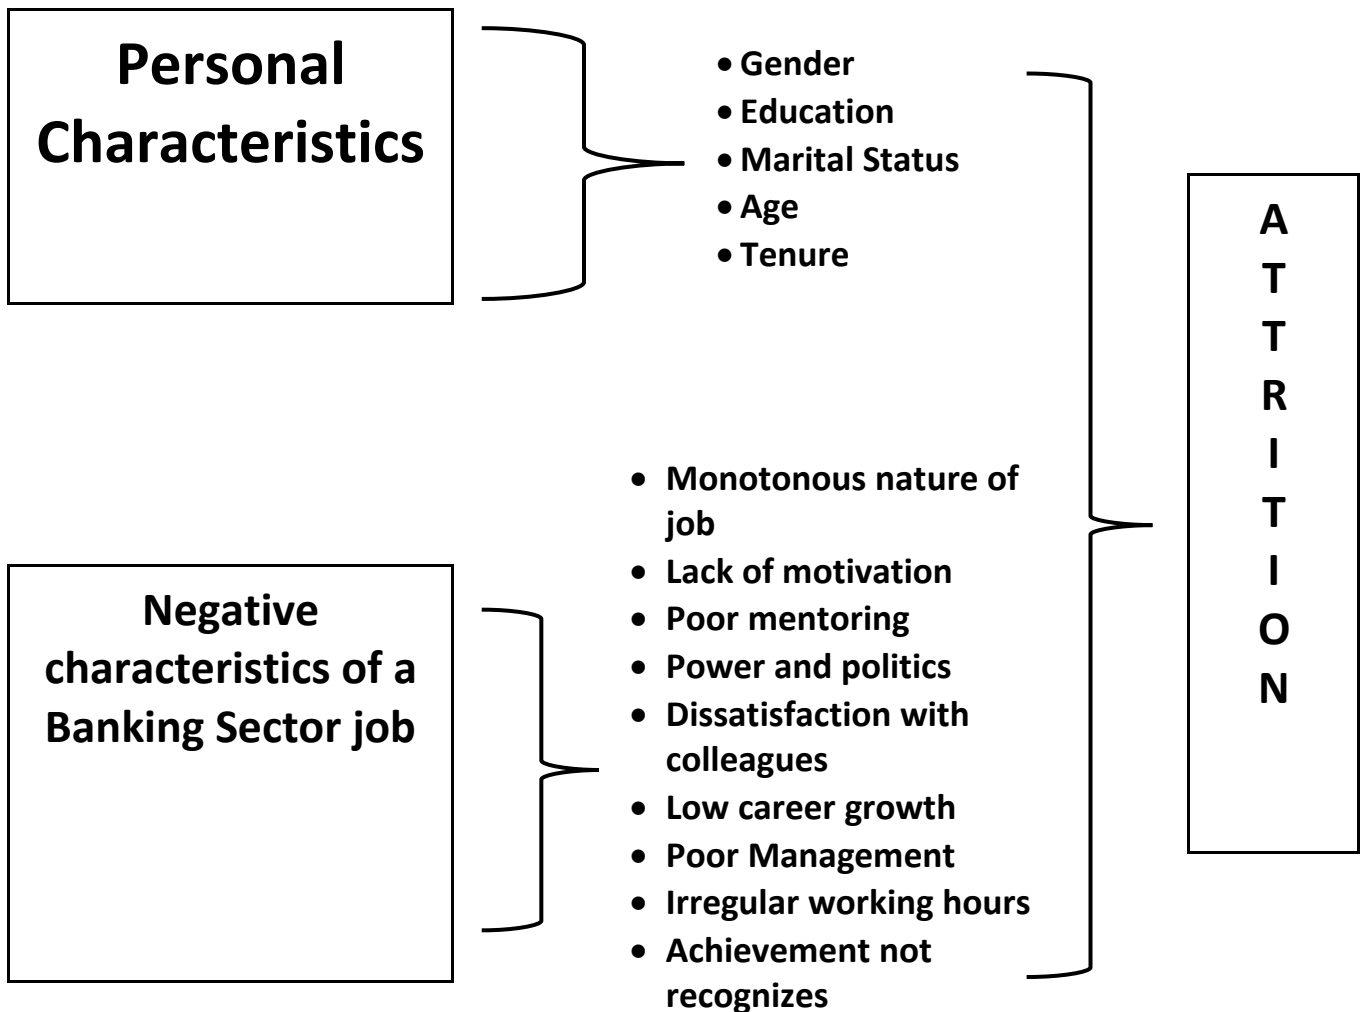 Personal
Characteristics
• Gender
• Education
• Marital Status
• Age
• Tenure
Negative
characteristics of a
Banking Sector job
• Monotonous nature of
job
• Lack of motivation
• Poor mentoring
• Power and politics
• Dissatisfaction with
colleagues
• Low career growth
• Poor Management
• Irregular working hours
• Achievement not
recognizes
A
T
T
R
I
T
I
O
N